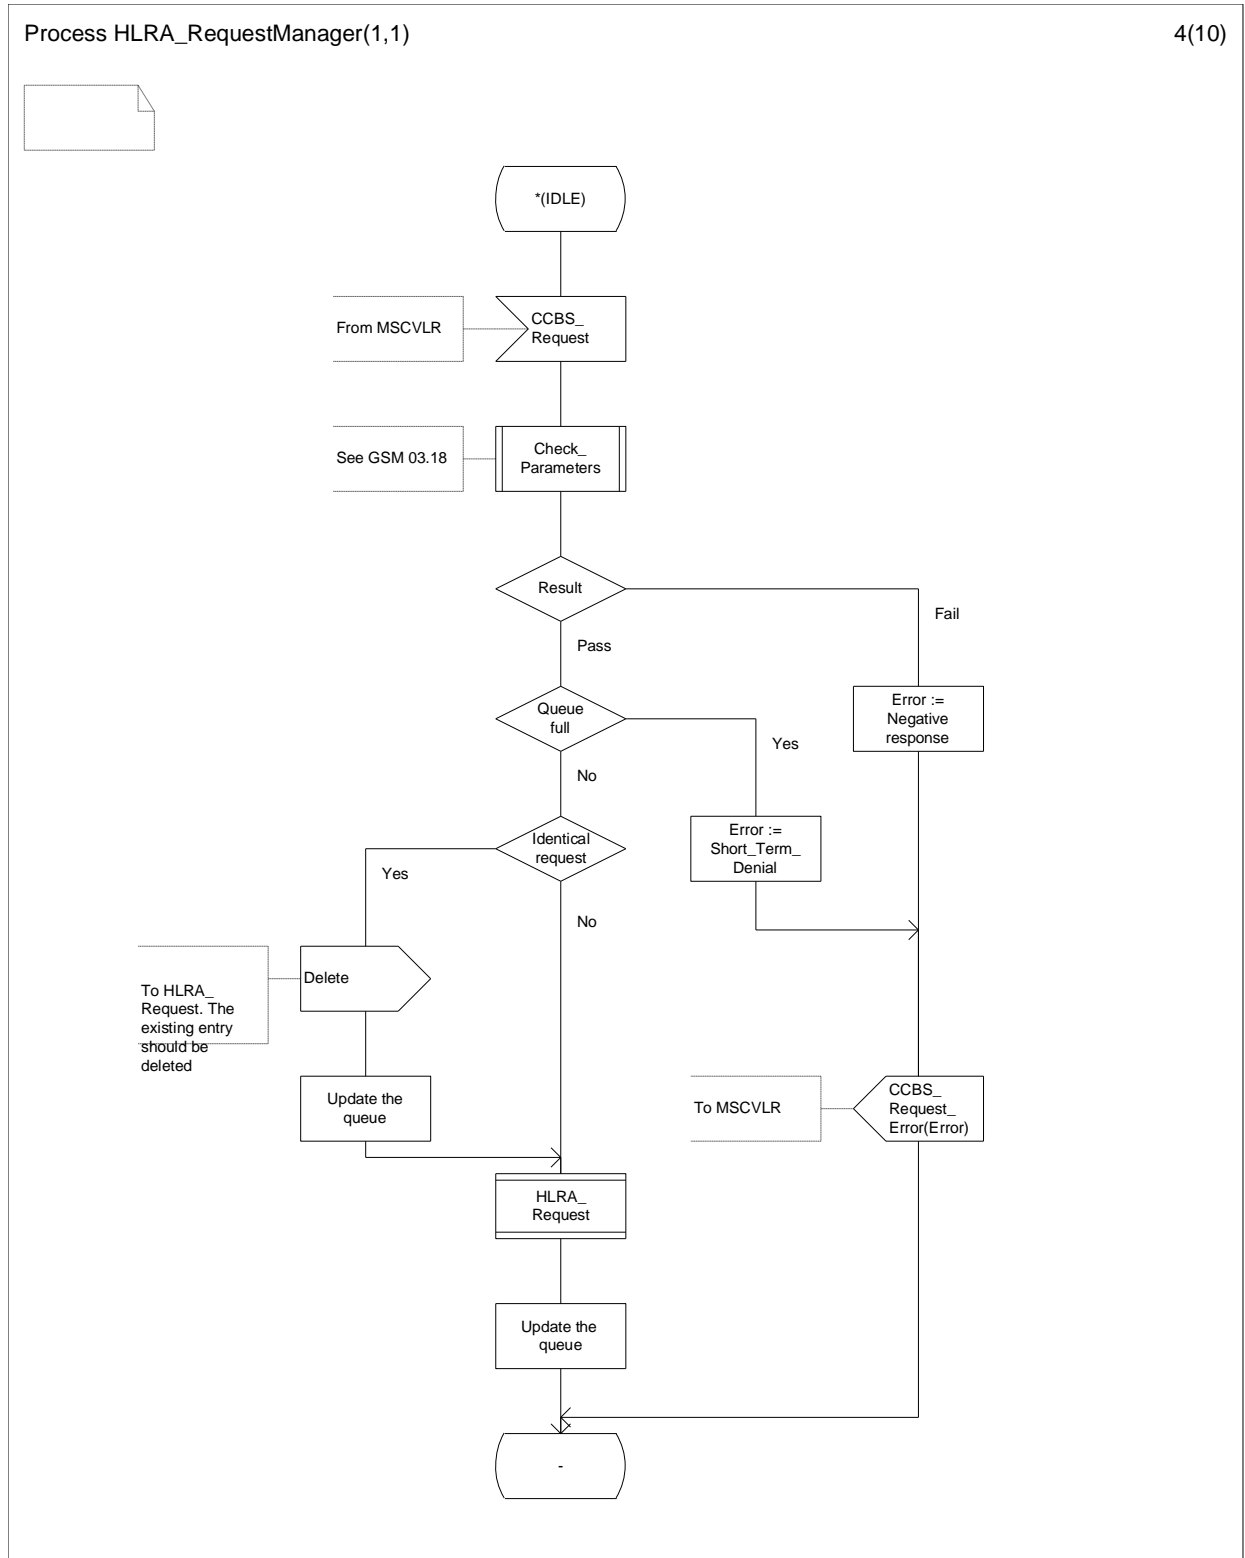 Process HLRA_RequestManager(1,1)
4(10)
*(IDLE)
From MSCVLR
CCBS_
Request
See GSM 03.18
Check_
Parameters
Result
Fail
Pass
Error :=
Negative
response
Queue
full
Yes
No
Error :=
Short_Term_
Denial
Identical
request
Yes
No
Delete
To HLRA_
Request. The
existing entry
should be
deleted
Update the
queue
To MSCVLR
CCBS_
Request_
Error(Error)
HLRA_
Request
Update the
queue
-